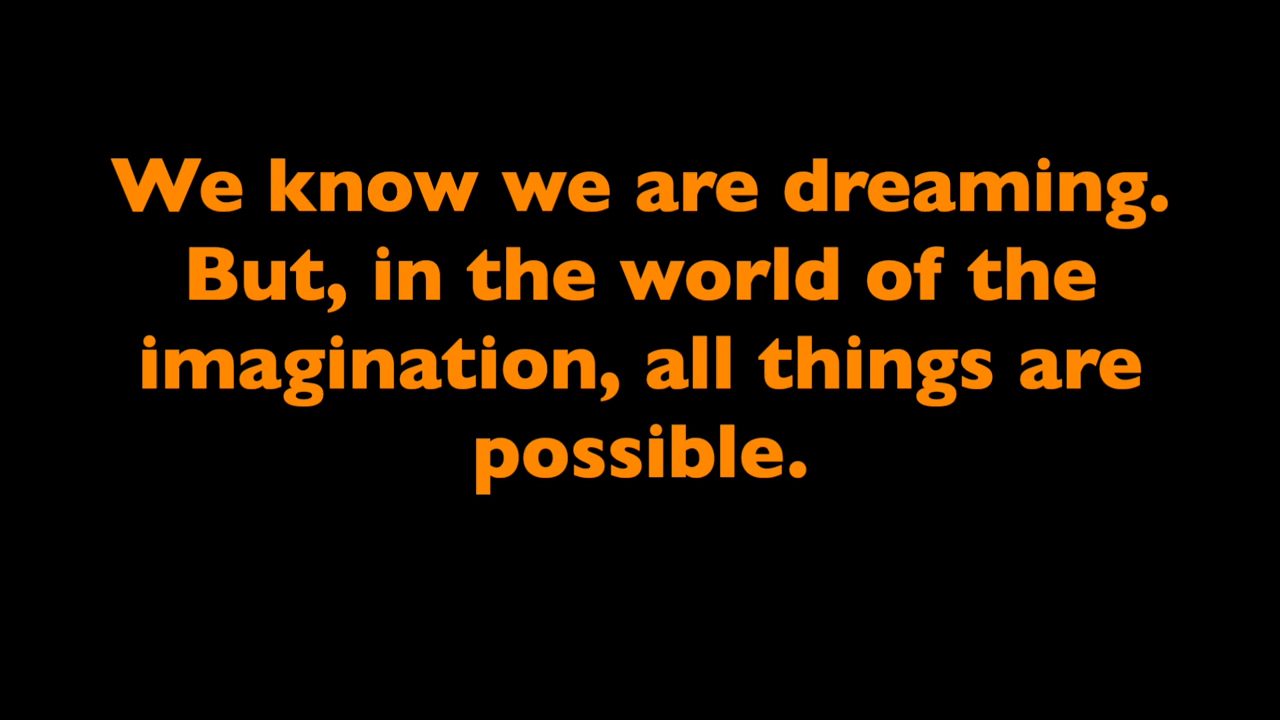 We know we are dreaming.
But, in the world of the
imagination, all things are
possible.